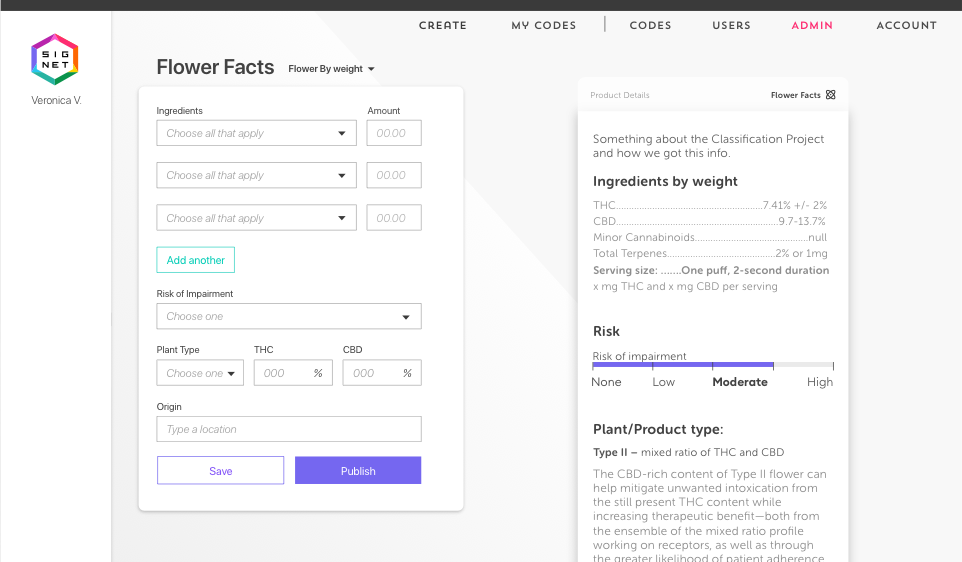 CREATE
MY CODES
CODES
USERS
ADMIN
ACCOUNT
SIG
NET
Veronica V.
Flower Facts
Flower By weight
Ingredients
Amount
Choose all that apply
00.00
Choose all that apply
00.00
Choose all that apply
00.00
Add another
Risk of Impairment
Choose one
Plant Type
THC
CBD
Choose one
000 %
000 %
Origin
Type a location
Save
Publish
Product Details
Flower Facts
Something about the Classification Project
and how we got this info.
Ingredients by weight
THC..................................................7.41% +/- 2%
CBD.......................................................9.7-13.7%
Minor Cannabinoids......................................null
Total Terpenes.....................................2% or 1mg
Serving size: .......One puff, 2-second duration
x mg THC and x mg CBD per serving
Risk
Risk of impairment
None
Low
Moderate
High
Plant/Product type:
Type II – mixed ratio of THC and CBD
The CBD-rich content of Type II flower can
help mitigate unwanted intoxication from
the still present THC content while
increasing therapeutic benefit—both from
the ensemble of the mixed ratio profile
working on receptors, as well as through
the greater likelihood of patient adherence